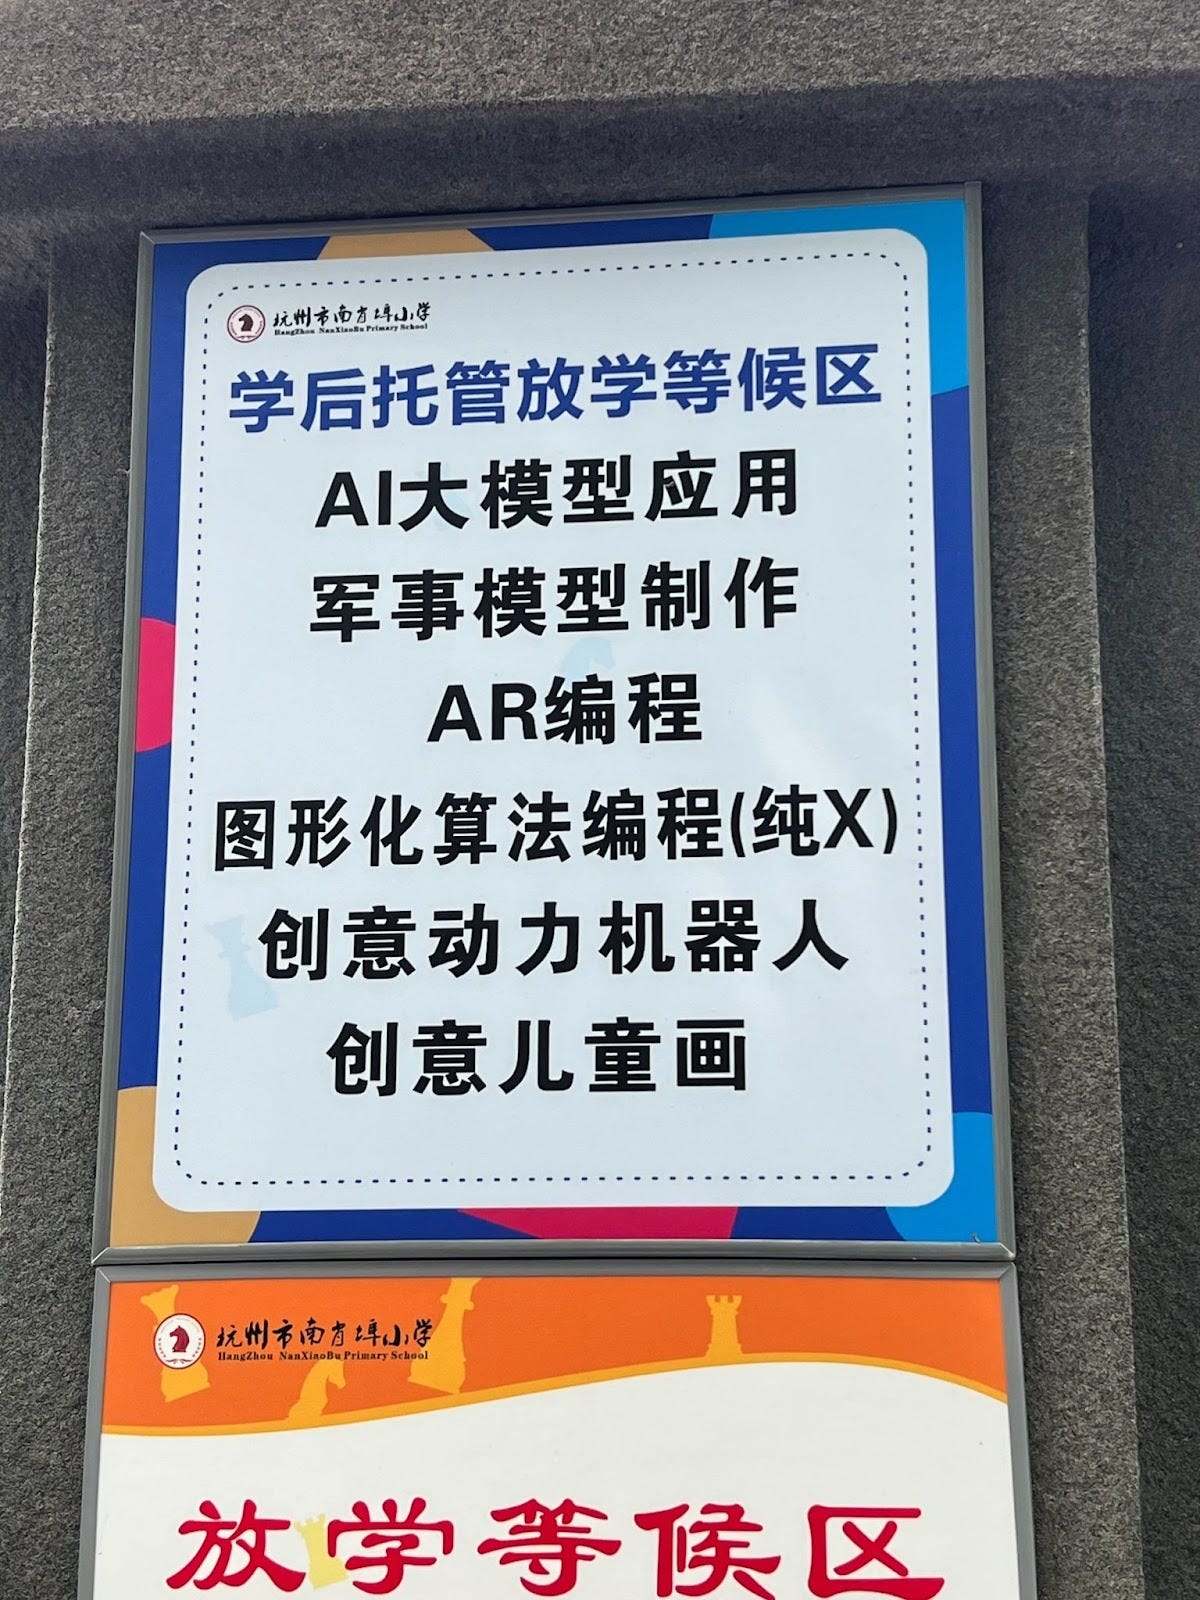 杭州市南肖埠小学
HangZhou NanXiaoBu Primary School
学后托管放学等候区
AI大模型应用
军事模型制作
AR编程
图形化算法编程(纯X)
创意动力机器人
创意儿童画
杭州市南肖埠小学
HangZhou NanXiaoBu Primary School
放学等候区